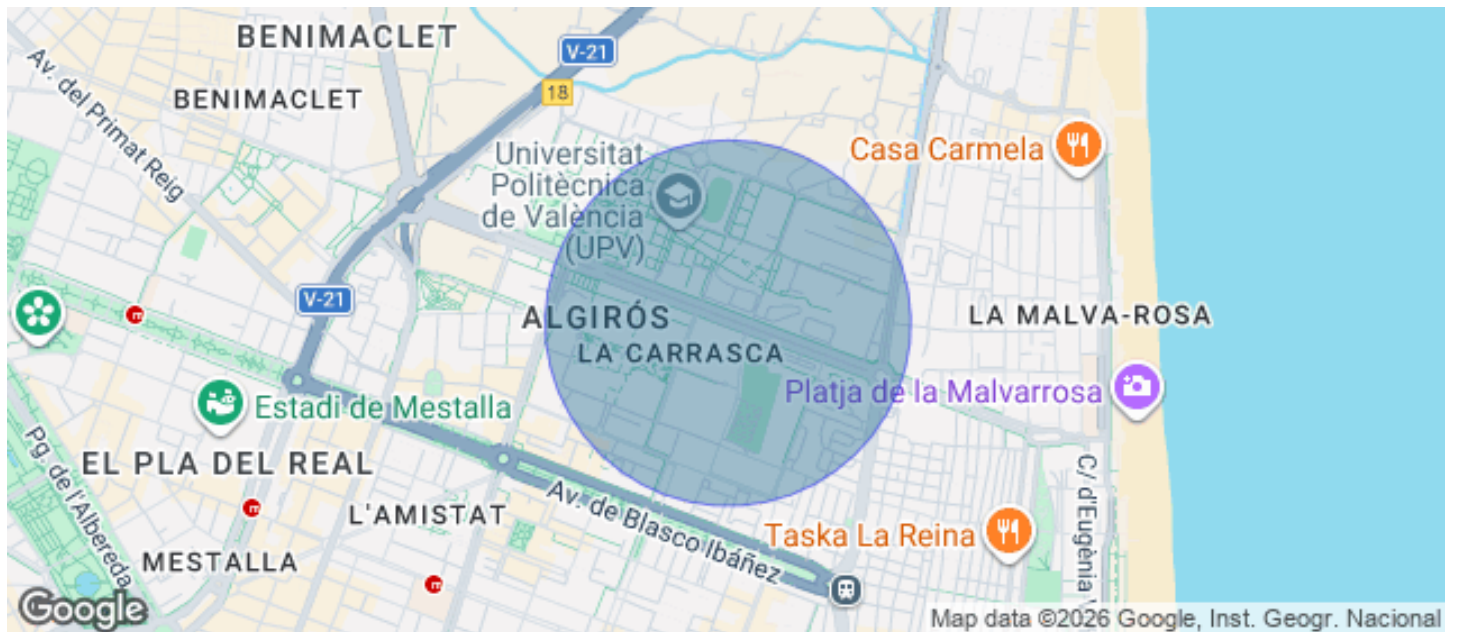 BENIMACLET
V-21
Av. del Primat Reig
BENIMACLET
18
Casa Carmela
Universitat
Politècnica
de València
(UPV)
V-21
ALGIRÓS
LA MALVA-ROSA
LA CARRASCA
Platja de la Malvarrosa
Estadi de Mestalla
EL PLA DEL REAL
Pg. de l'Albereda
L'AMISTAT
Av. de Blasco Ibáñez
C/ d'Eugènia
Taska La Reina
MESTALLA
Google
Map data ©2026 Google, Inst. Geogr. Nacional